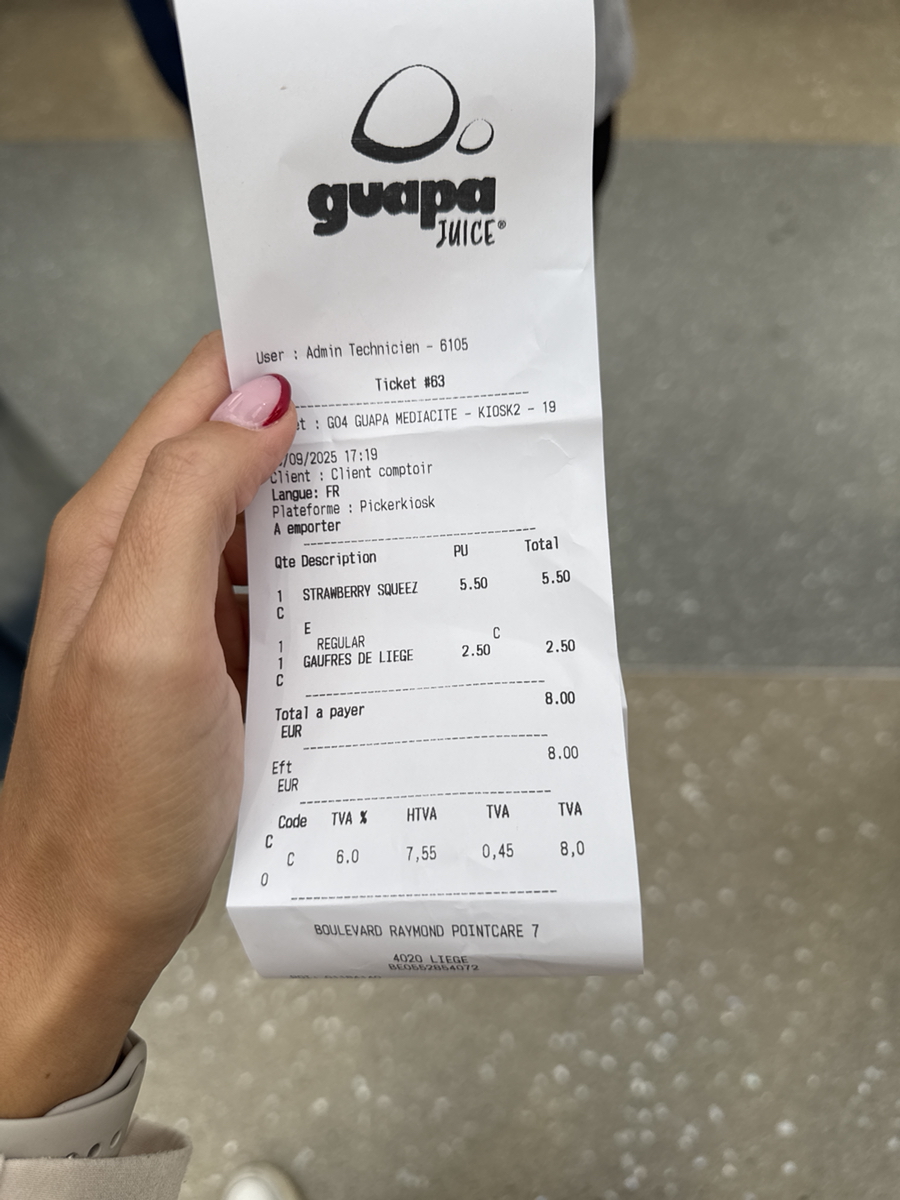 guapa
JUICE®
User : Admin Technicien - 6105
Ticket #63
: GO4 GUAPA MEDIACITE - KIOSK2 - 19
/09/2025 17:19
Client : Client comptoir
Langue: FR
Plateforme : Pickerkiosk
A emporter
Qte Description PU Total
1 STRAWBERRY SQUEEZ 5.50 5.50
C
E
1 REGULAR C
1 GAUFRES DE LIEGE 2.50 2.50
C
Total a payer 8.00
EUR
Eft 8.00
EUR
Code TVA % HTVA TVA TVA
C
C 6.0 7,55 0,45 8,0
0
BOULEVARD RAYMOND POINTCARE 7
4020 LIEGE
BE0552854072